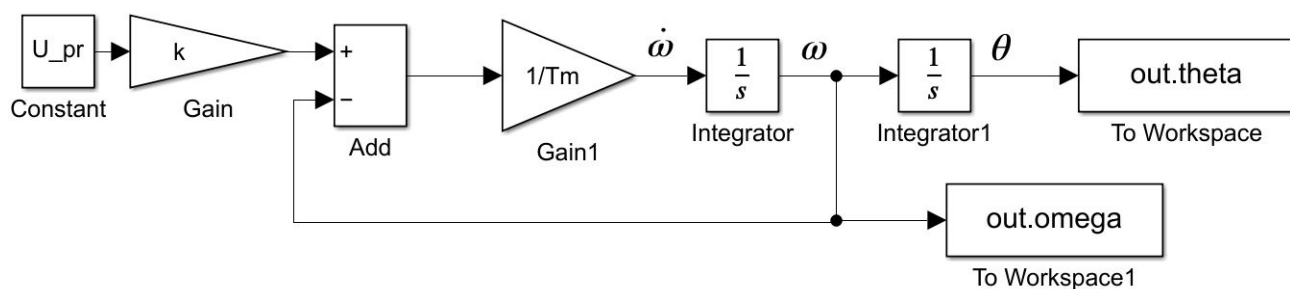 U_pr
Constant
k
Gain
+
−
Add
1/Tm
Gain1
ω̇
1
s
Integrator
ω
1
s
Integrator1
θ
out.theta
To Workspace
out.omega
To Workspace1